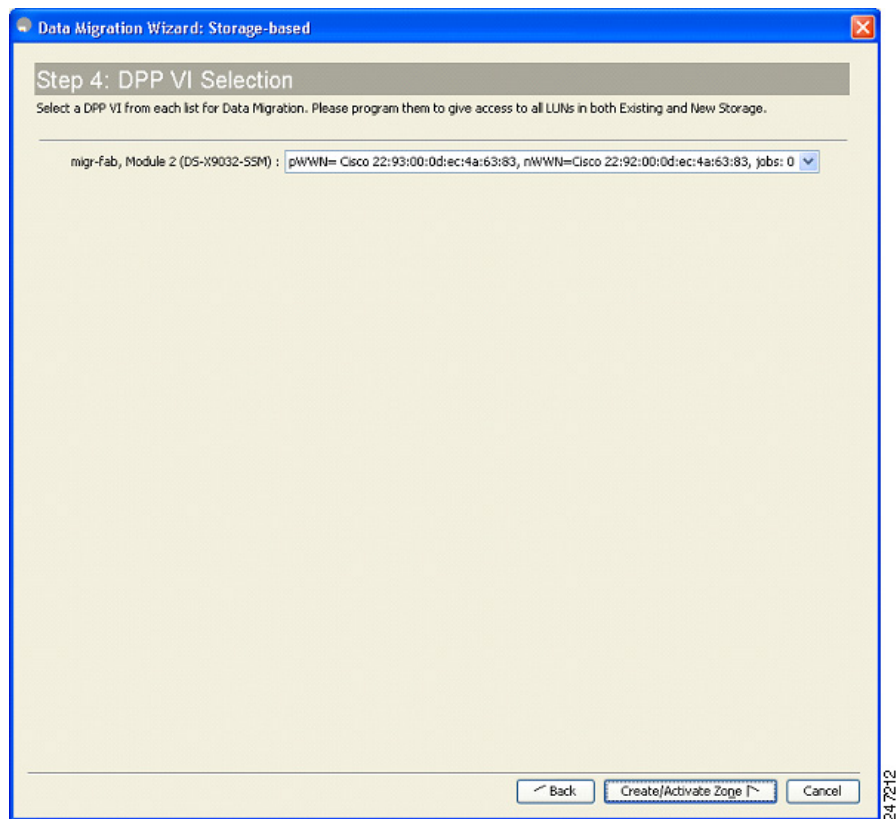 Data Migration Wizard: Storage-based
Step 4: DPP VI Selection
Select a DPP VI from each list for Data Migration. Please program them to give access to all LUNs in both Existing and New Storage.
migr-fab, Module 2 (DS-X9032-SSM) : pWWN= Cisco 22:93:00:0d:ec:4a:63:83, nWWN=Cisco 22:92:00:0d:ec:4a:63:83, jobs: 0
Back Create/Activate Zone Cancel
247212